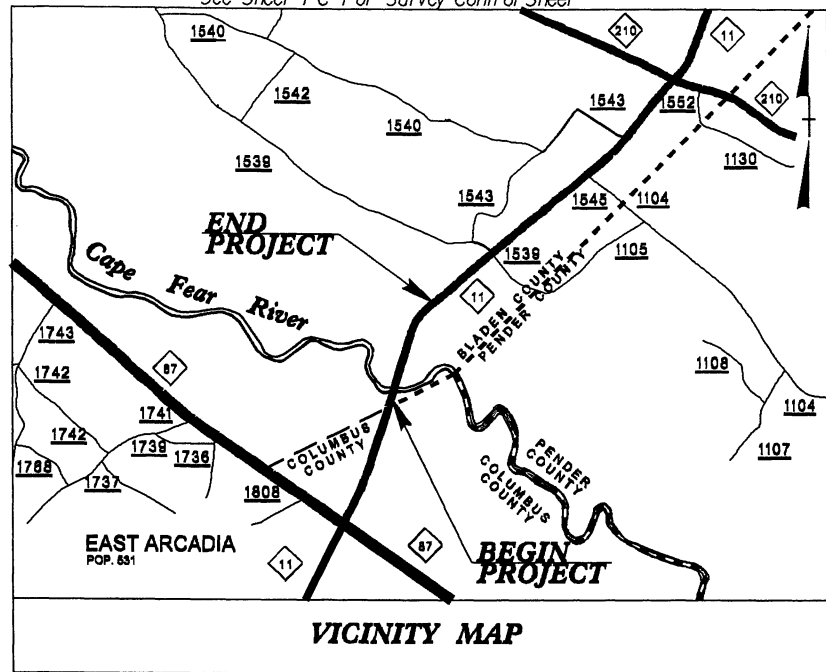 See Sheet 1-C For Survey Control Sheet
1540
210
11
1542
1543
1552
210
1540
1539
1130
1543
1545
1104
END
PROJECT
1539
1105
Cape Fear River
11
BLADEN COUNTY
PENDER COUNTY
1743
87
1742
1108
1741
1104
1742
1739
1736
COLUMBUS
COUNTY
PENDER
COUNTY
COLUMBUS
COUNTY
1107
1768
1737
1808
EAST ARCADIA
POP. 531
87
11
BEGIN
PROJECT
VICINITY MAP